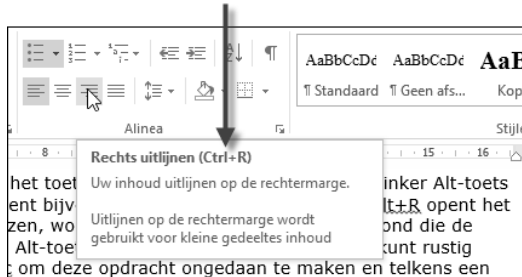 AaBbCcDd AaBbCcDd AaB
¶ Standaard ¶ Geen afs... Kop
Alinea Stijle
8 15 16
Rechts uitlijnen (Ctrl+R)
Uw inhoud uitlijnen op de rechtermarge.
Uitlijnen op de rechtermarge wordt
gebruikt voor kleine gedeeltes inhoud
het toet inker Alt-toets
ent bijv lt+R opent het
zen, wo ond die de
Alt-toet kunt rustig
om deze opdracht ongedaan te maken en telkens een